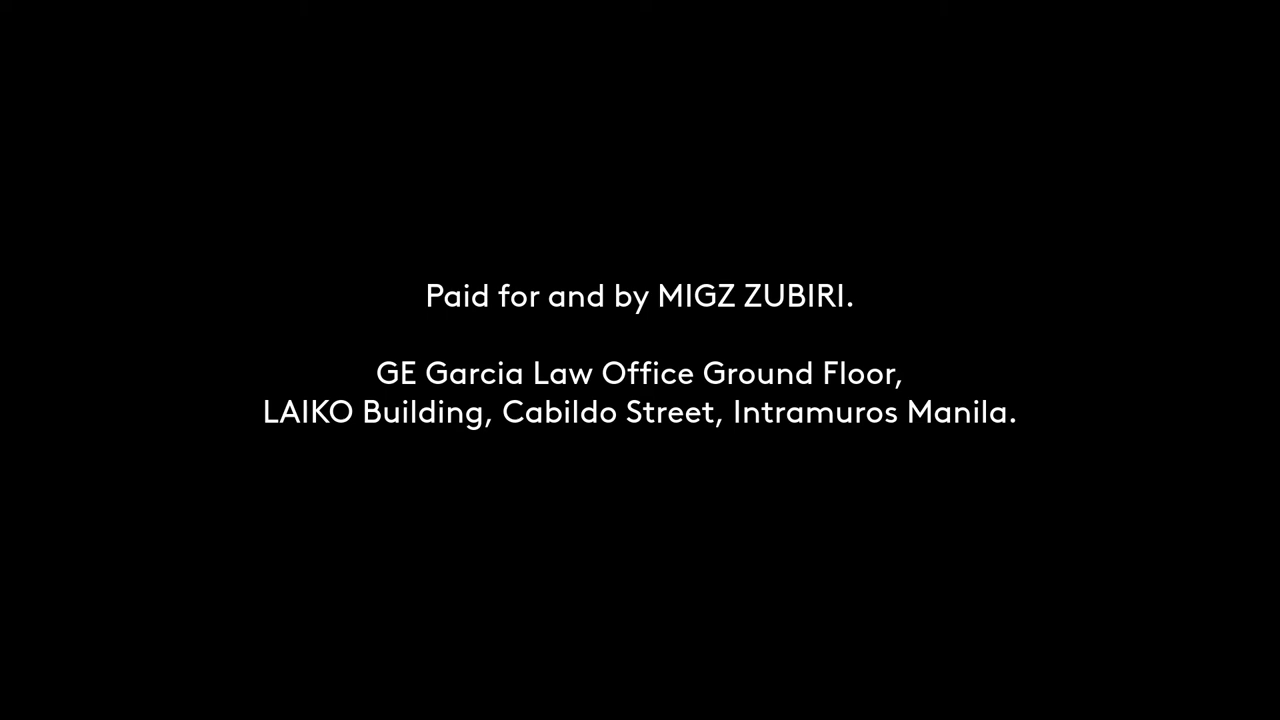 Paid for and by MIGZ ZUBIRI.
GE Garcia Law Office Ground Floor,
LAIKO Building, Cabildo Street, Intramuros Manila.